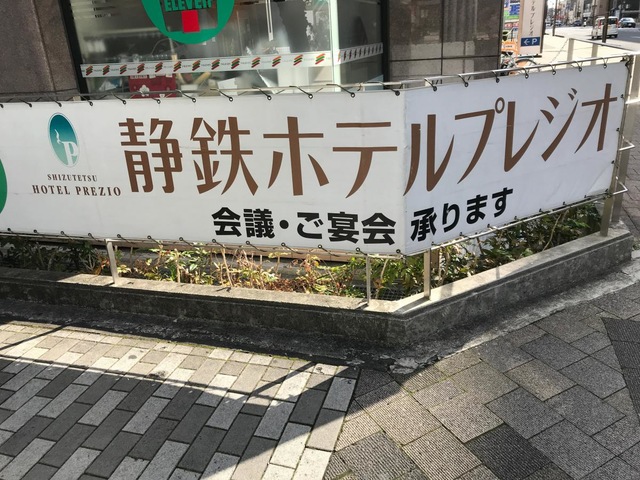 ELEVEN
P
SHIZUTETSU
HOTEL PREZIO
静鉄ホテルプレジオ
会議・ご宴会 承ります
←P